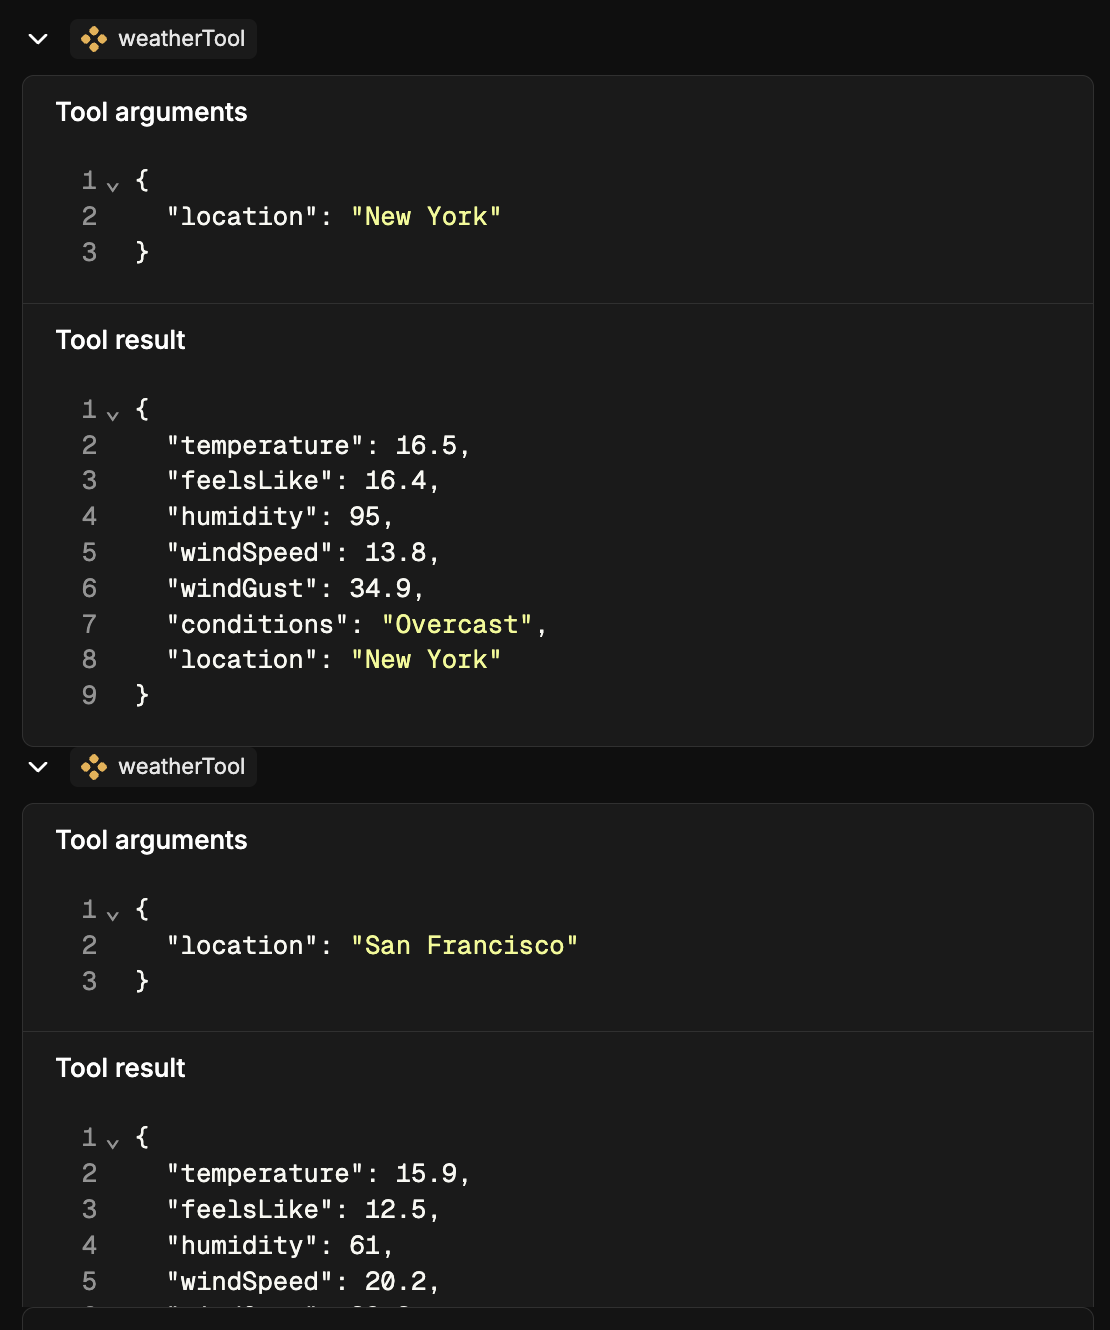 weatherTool
Tool arguments
1 {
2 "location": "New York"
3 }
Tool result
1 {
2 "temperature": 16.5,
3 "feelsLike": 16.4,
4 "humidity": 95,
5 "windSpeed": 13.8,
6 "windGust": 34.9,
7 "conditions": "Overcast",
8 "location": "New York"
9 }
weatherTool
Tool arguments
1 {
2 "location": "San Francisco"
3 }
Tool result
1 {
2 "temperature": 15.9,
3 "feelsLike": 12.5,
4 "humidity": 61,
5 "windSpeed": 20.2,